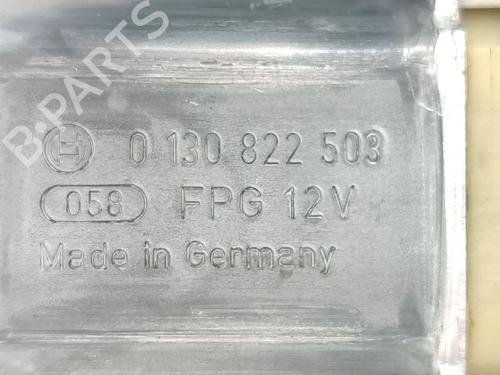 B-PARTS
0 130 822 503
058 FPG 12V
Made in Germany